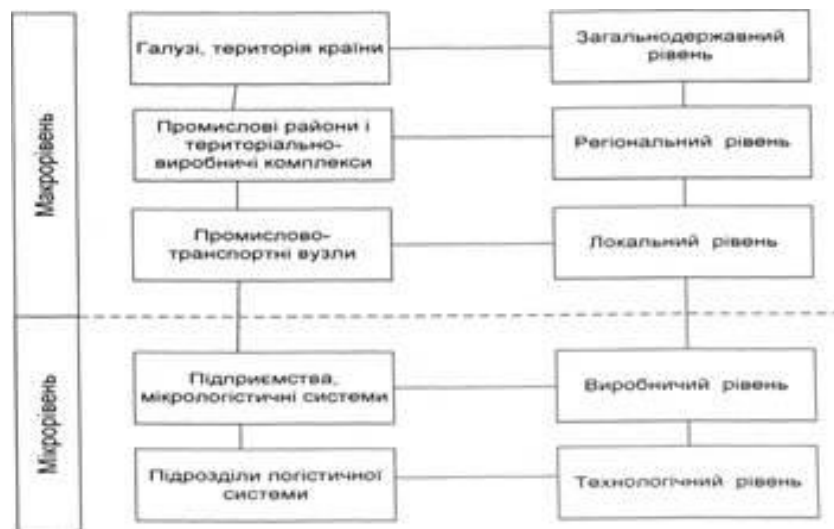 Макрорівень
Галузі, територія країни
Загальнодержавний
рівень
Промислові райони і
територіально-
виробничі комплекси
Регіональний рівень
Промислово-
транспортні вузли
Локальний рівень
Мікрорівень
Підприємства,
мікрологістичні системи
Виробничий рівень
Підрозділи логістичної
системи
Технологічний рівень